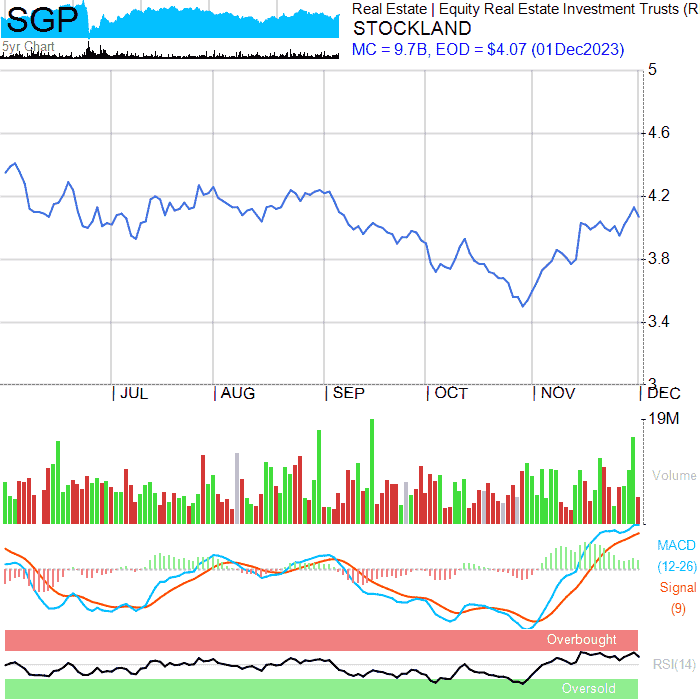 SGP
5yr Chart
Real Estate | Equity Real Estate Investment Trusts (R
STOCKLAND
MC = 9.7B, EOD = $4.07 (01Dec2023)
5
4.6
4.2
3.8
3.4
3
| JUL | AUG | SEP | OCT | NOV | DEC
19M
Volume
MACD
(12-26)
Signal
(9)
Overbought
RSI(14)
Oversold